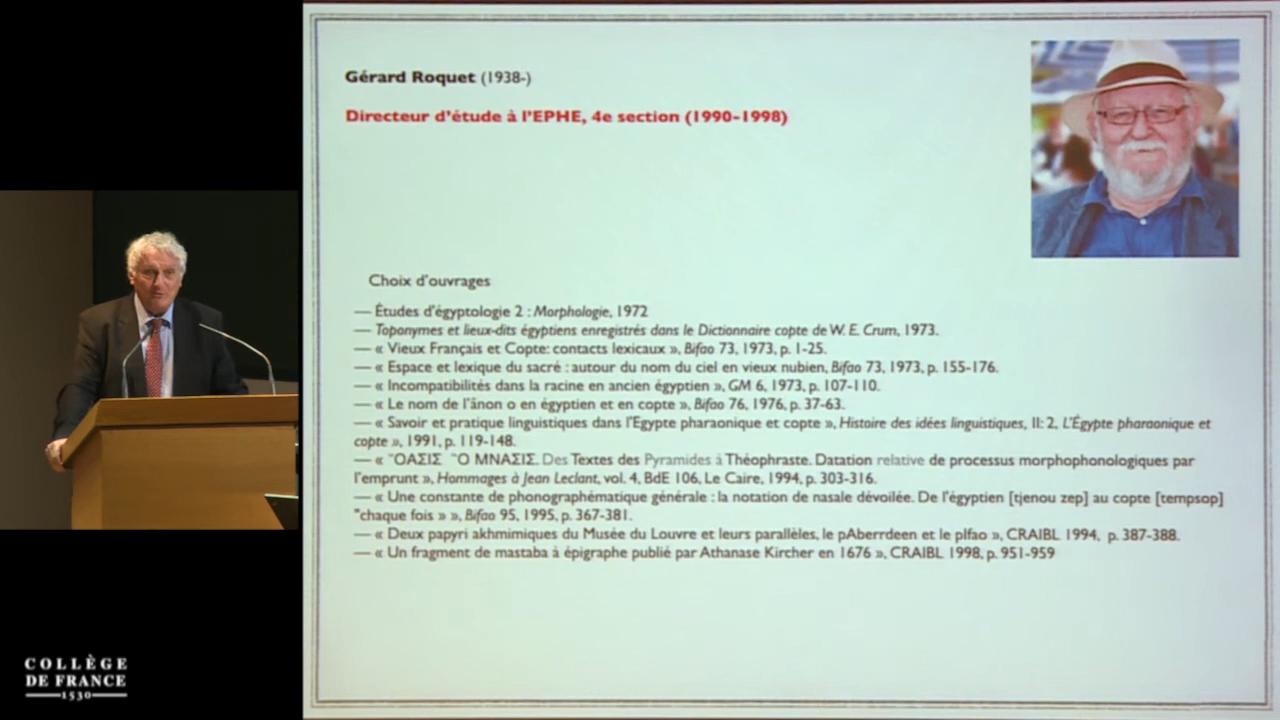 Gérard Roquet (1938-)
Directeur d'étude à l'EPHE, 4e section (1990-1998)
Choix d'ouvrages
— Études d'égyptologie 2 : Morphologie, 1972
— Toponymes et lieux-dits égyptiens enregistrés dans le Dictionnaire copte de W. E. Crum, 1973.
— « Vieux Français et Copte: contacts lexicaux », Bifao 73, 1973, p. 1-25.
— « Espace et lexique du sacré : autour du nom du ciel en vieux nubien, Bifao 73, 1973, p. 155-176.
— « Incompatibilités dans la racine en ancien égyptien », GM 6, 1973, p. 107-110.
— « Le nom de l'ânon o en égyptien et en copte », Bifao 76, 1976, p. 37-63.
— « Savoir et pratique linguistiques dans l'Egypte pharaonique et copte », Histoire des idées linguistiques, II: 2, L'Égypte pharaonique et
copte », 1991, p. 119-148.
— « ῎ΟΑΣΙΣ ῞Ο ΜΝΑΣΙΣ. Des Textes des Pyramides à Théophraste. Datation relative de processus morphophonologiques par
l'emprunt », Hommages à Jean Leclant, vol. 4, BdE 106, Le Caire, 1994, p. 303-316.
— « Une constante de phonographématique générale : la notation de nasale dévoilée. De l'égyptien [tjenou zep] au copte [tempsop]
"chaque fois » », Bifao 95, 1995, p. 367-381.
— « Deux papyri akhmimiques du Musée du Louvre et leurs parallèles, le pAberrdeen et le pIfao », CRAIBL 1994, p. 387-388.
— « Un fragment de mastaba à épigraphe publié par Athanase Kircher en 1676 », CRAIBL 1998, p. 951-959
COLLÈGE
DE FRANCE
1530